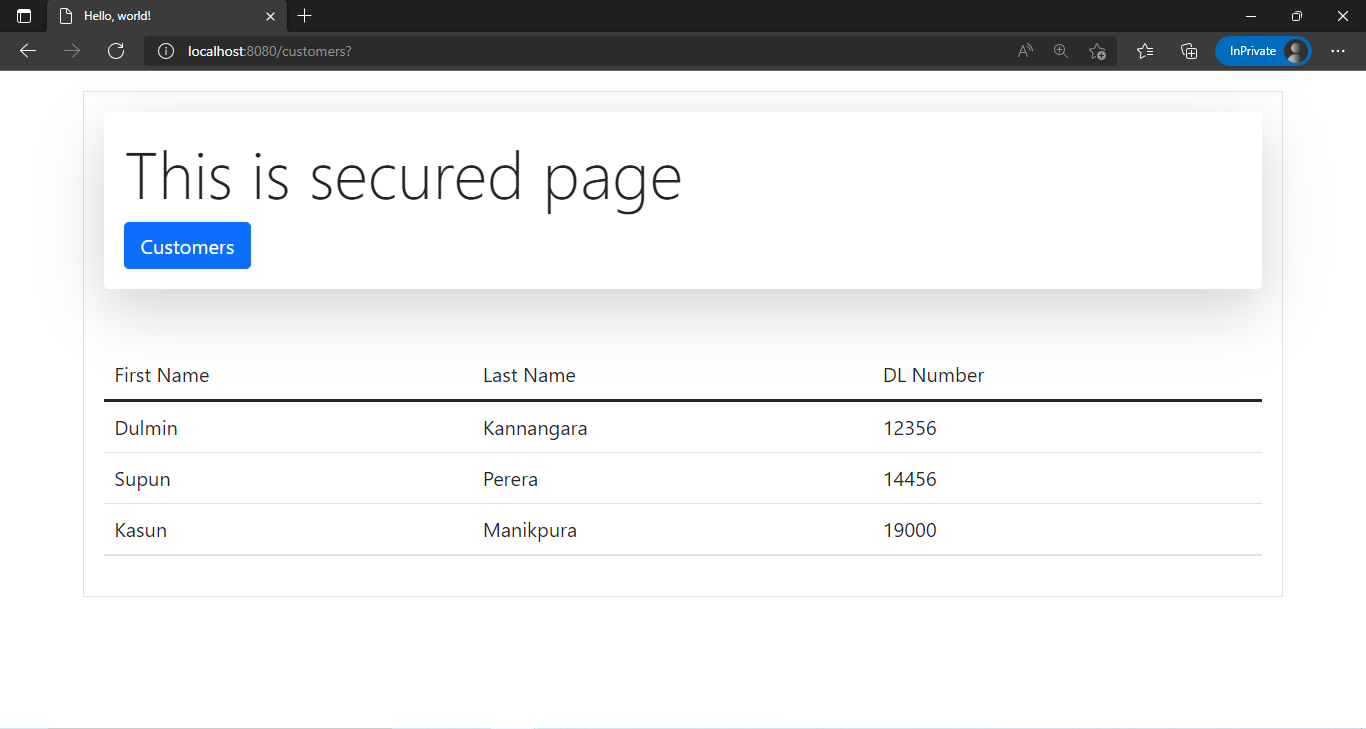 Hello, world!
localhost:8080/customers?
InPrivate
This is secured page
Customers
First Name Last Name DL Number
Dulmin Kannangara 12356
Supun Perera 14456
Kasun Manikpura 19000